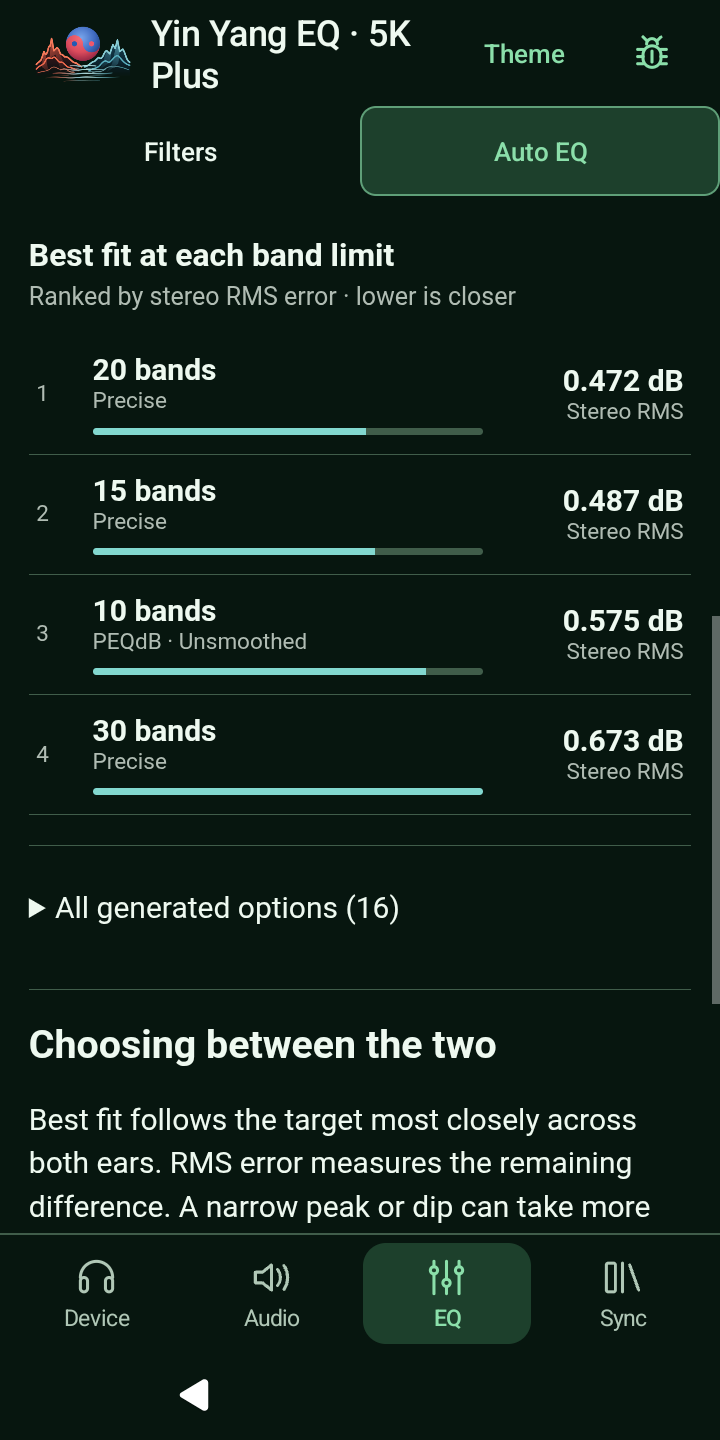 Yin Yang EQ · 5K
Plus
Theme
Filters
Auto EQ
Best fit at each band limit
Ranked by stereo RMS error · lower is closer
1
20 bands
Precise
0.472 dB
Stereo RMS
2
15 bands
Precise
0.487 dB
Stereo RMS
3
10 bands
PEQdB · Unsmoothed
0.575 dB
Stereo RMS
4
30 bands
Precise
0.673 dB
Stereo RMS
All generated options (16)
Choosing between the two
Best fit follows the target most closely across
both ears. RMS error measures the remaining
difference. A narrow peak or dip can take more
Device
Audio
EQ
Sync